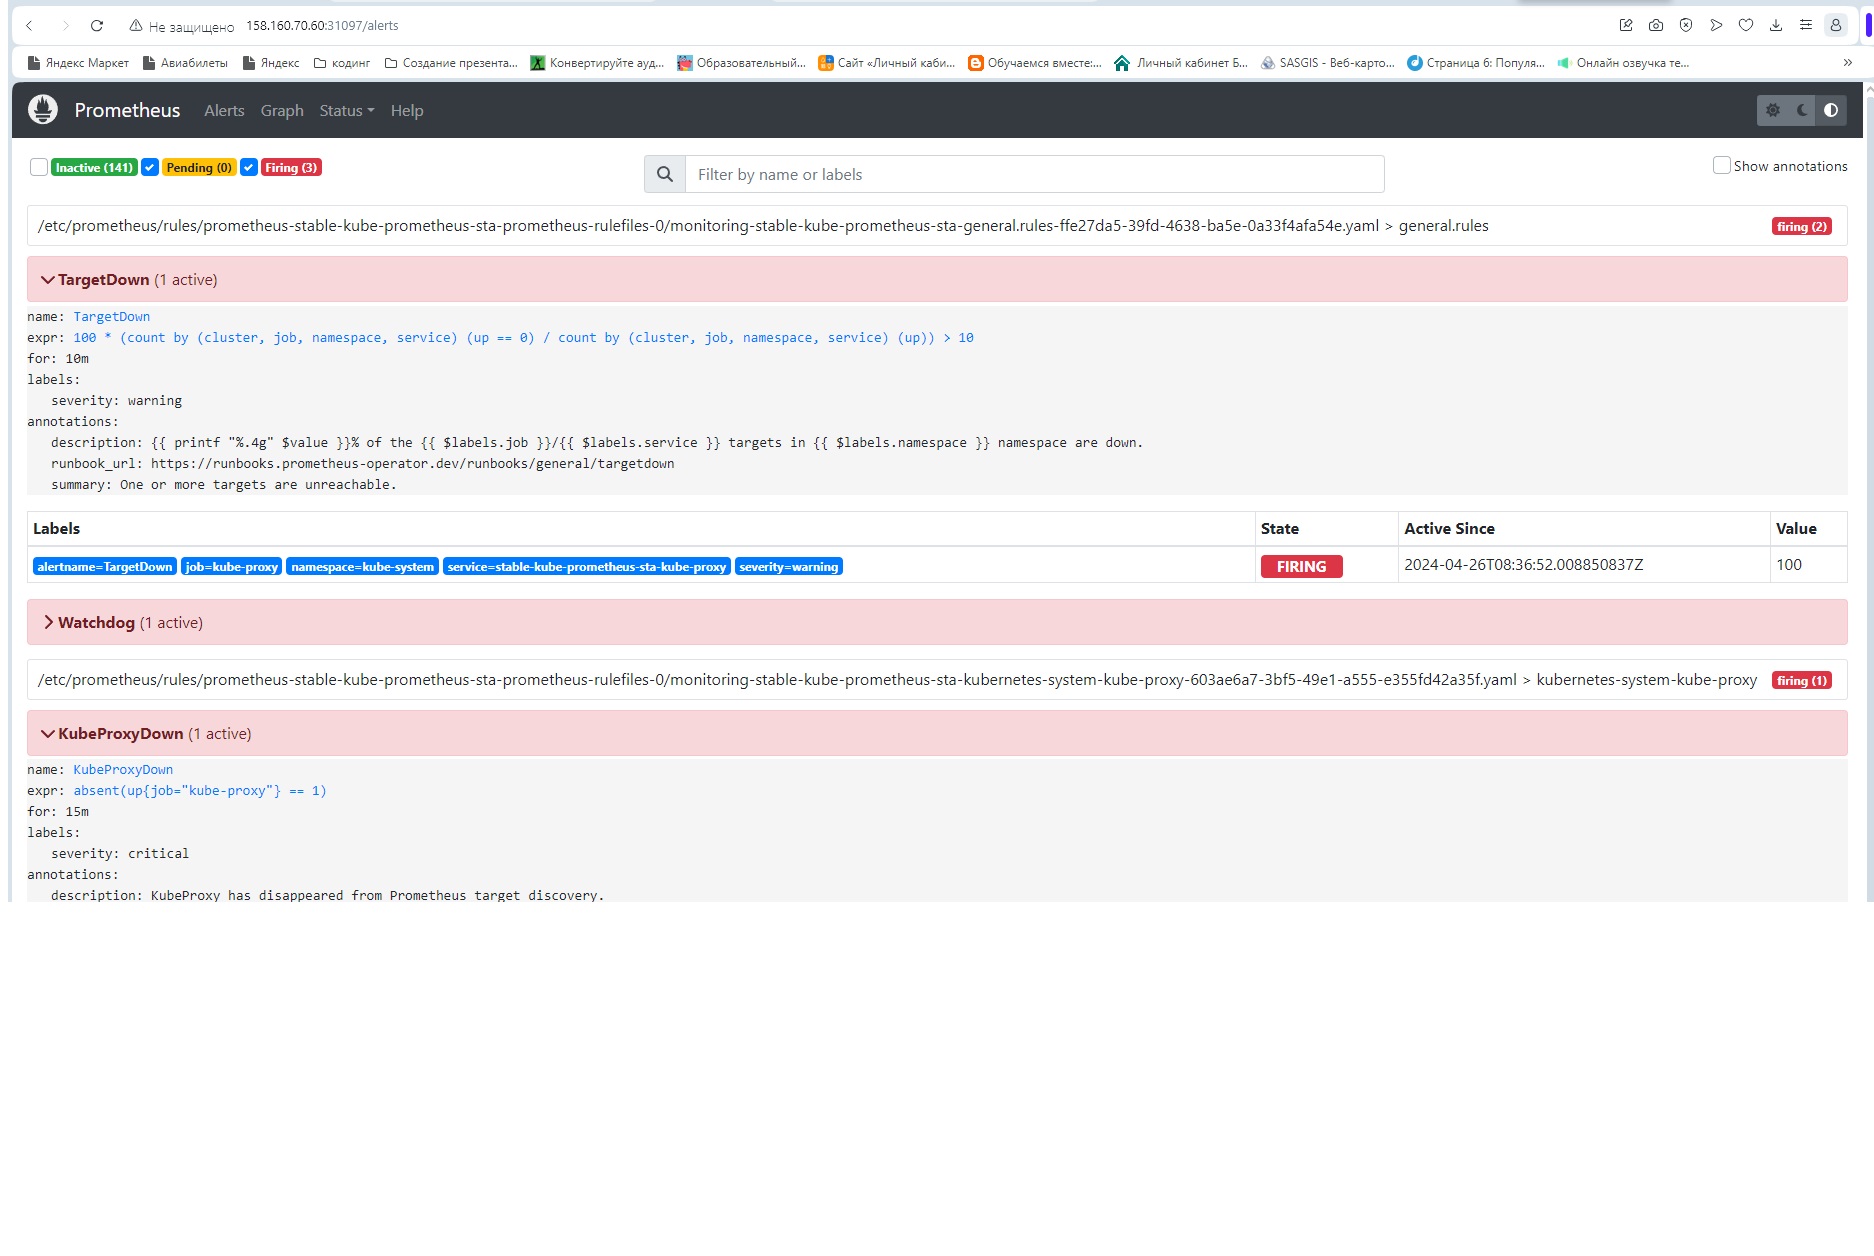 Не защищено 158.160.70.60:31097/alerts
Яндекс Маркет Авиабилеты Яндекс кодинг Создание презента... Конвертируйте ауд... Образовательный... Сайт «Личный каби... Обучаемся вместе:... Личный кабинет Б... SASGIS - Веб-карто... Страница 6: Популя... Онлайн озвучка те... »
Prometheus Alerts Graph Status Help
Inactive (141) Pending (0) Firing (3) Filter by name or labels Show annotations
/etc/prometheus/rules/prometheus-stable-kube-prometheus-sta-prometheus-rulefiles-0/monitoring-stable-kube-prometheus-sta-general.rules-ffe27da5-39fd-4638-ba5e-0a33f4afa54e.yaml > general.rules firing (2)
TargetDown (1 active)
name: TargetDown
expr: 100 * (count by (cluster, job, namespace, service) (up == 0) / count by (cluster, job, namespace, service) (up)) > 10
for: 10m
labels:
severity: warning
annotations:
description: {{ printf "%.4g" $value }}% of the {{ $labels.job }}/{{ $labels.service }} targets in {{ $labels.namespace }} namespace are down.
runbook_url: https://runbooks.prometheus-operator.dev/runbooks/general/targetdown
summary: One or more targets are unreachable.
Labels State Active Since Value
alertname=TargetDown job=kube-proxy namespace=kube-system service=stable-kube-prometheus-sta-kube-proxy severity=warning FIRING 2024-04-26T08:36:52.008850837Z 100
Watchdog (1 active)
/etc/prometheus/rules/prometheus-stable-kube-prometheus-sta-prometheus-rulefiles-0/monitoring-stable-kube-prometheus-sta-kubernetes-system-kube-proxy-603ae6a7-3bf5-49e1-a555-e355fd42a35f.yaml > kubernetes-system-kube-proxy firing (1)
KubeProxyDown (1 active)
name: KubeProxyDown
expr: absent(up{job="kube-proxy"} == 1)
for: 15m
labels:
severity: critical
annotations:
description: KubeProxy has disappeared from Prometheus target discovery.